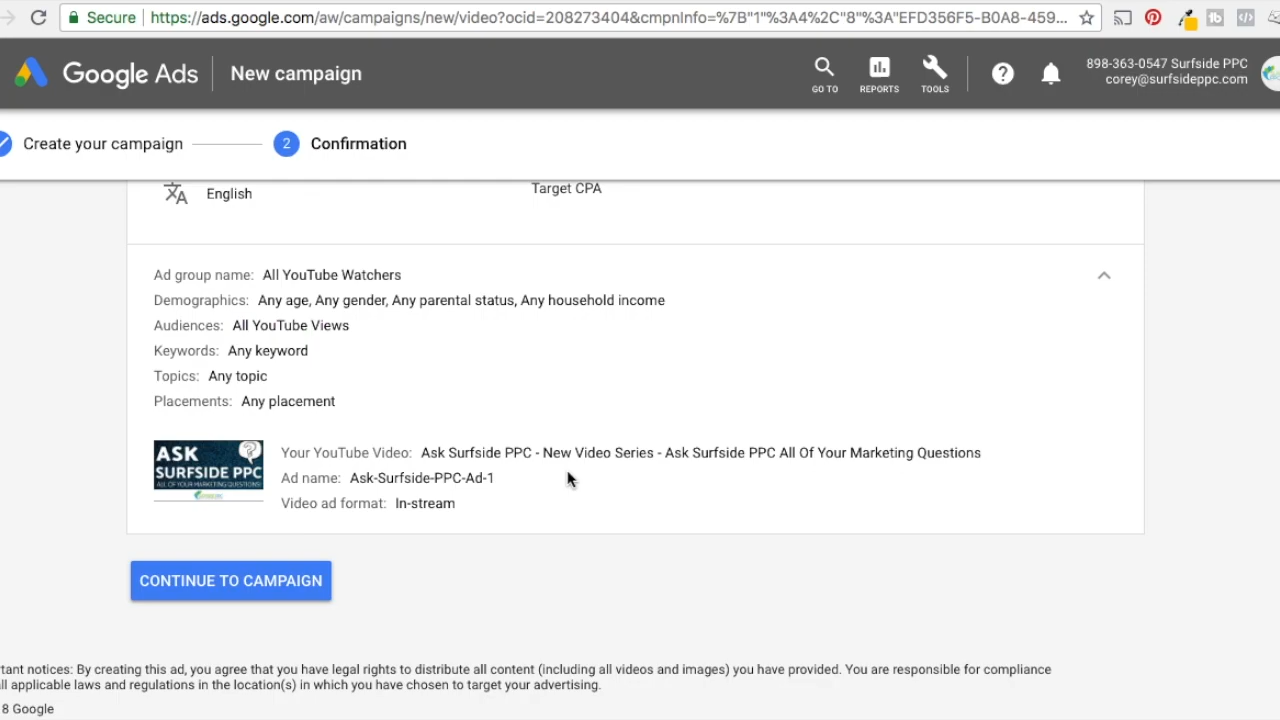 Secure https://ads.google.com/aw/campaigns/new/video?ocid=208273404&cmpnInfo=%7B"1"%3A4%2C"8"%3A"EFD356F5-B0A8-459...
Google Ads New campaign
GO TO REPORTS TOOLS
898-363-0547 Surfside PPC
corey@surfsideppc.com
Create your campaign 2 Confirmation
English Target CPA
Ad group name: All YouTube Watchers
Demographics: Any age, Any gender, Any parental status, Any household income
Audiences: All YouTube Views
Keywords: Any keyword
Topics: Any topic
Placements: Any placement
ASK
SURFSIDE PPC
ALL OF YOUR MARKETING QUESTIONS
Your YouTube Video: Ask Surfside PPC - New Video Series - Ask Surfside PPC All Of Your Marketing Questions
Ad name: Ask-Surfside-PPC-Ad-1
Video ad format: In-stream
CONTINUE TO CAMPAIGN
rtant notices: By creating this ad, you agree that you have legal rights to distribute all content (including all videos and images) you have provided. You are responsible for compliance
ll applicable laws and regulations in the location(s) in which you have chosen to target your advertising.
8 Google